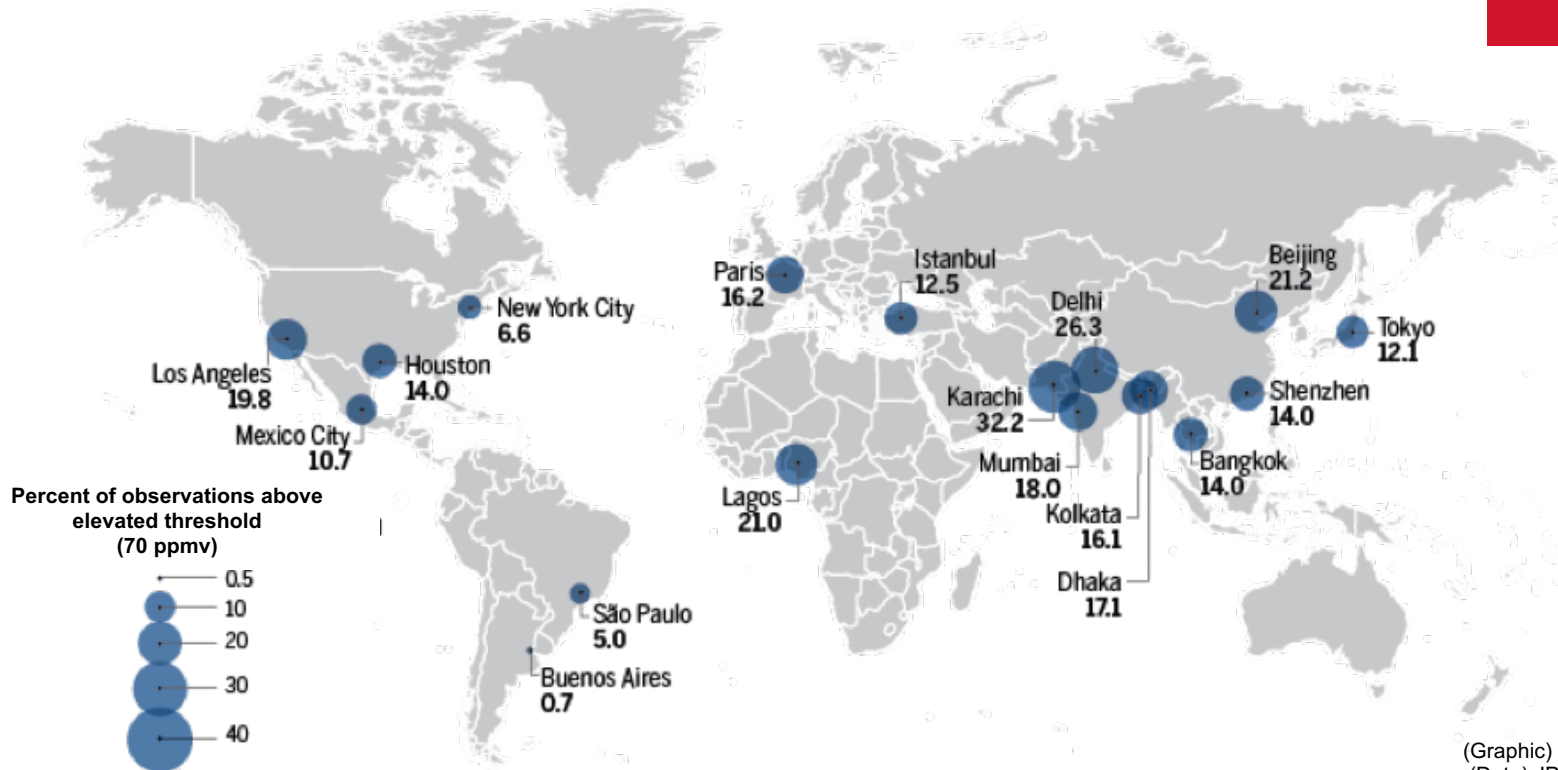 Beijing
21.2
Istanbul
12.5
Paris
16.2
Delhi
26.3
New York City
6.6
Tokyo
12.1
Houston
14.0
Los Angeles
19.8
Karachi
32.2
Shenzhen
14.0
Mexico City
10.7
Mumbai
18.0
Bangkok
14.0
Lagos
21.0
Kolkata
16.1
Dhaka
17.1
São Paulo
5.0
Buenos Aires
0.7
Percent of observations above
elevated threshold
(70 ppmv)
0.5
10
20
30
40
(Graphic)